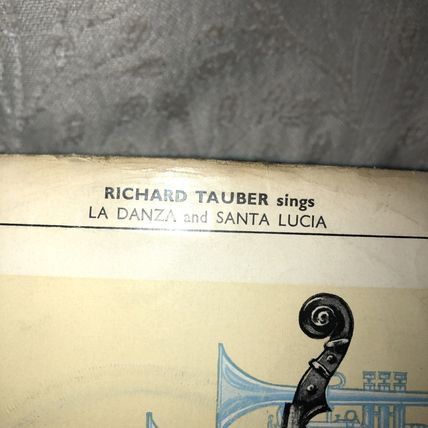 RICHARD TAUBER sings
LA DANZA and SANTA LUCIA